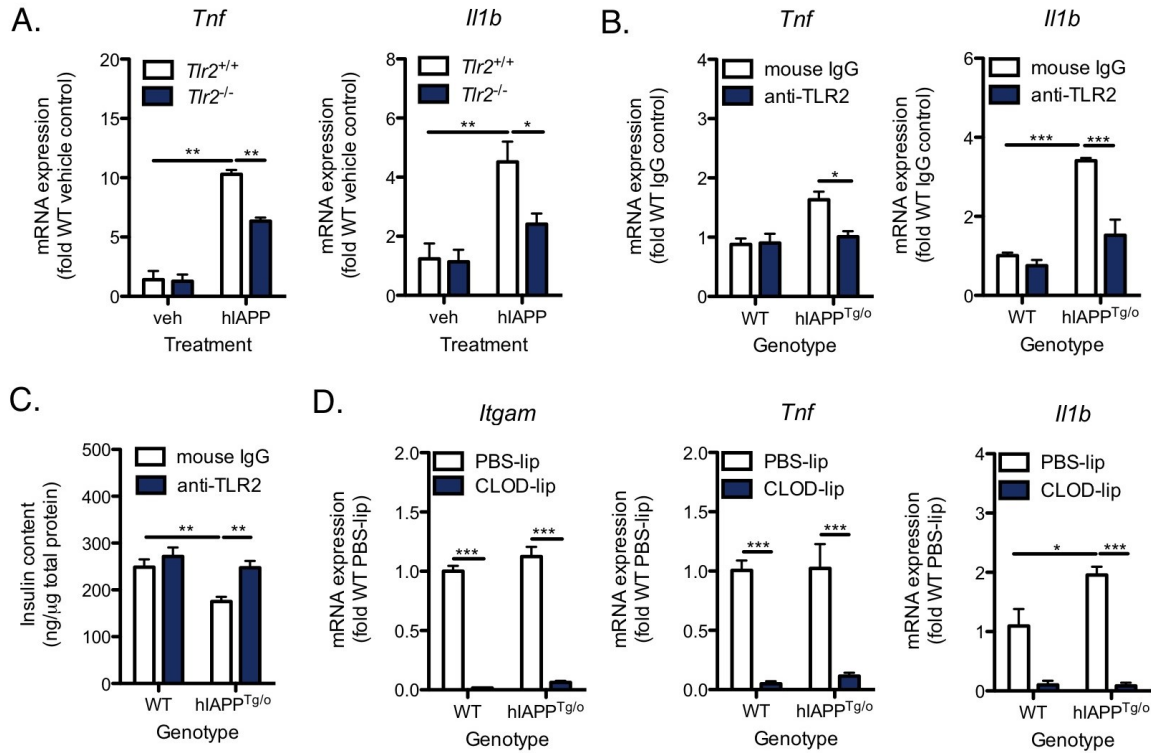 A.
Tnf
mRNA expression
(fold WT vehicle control)
20
15
10
5
0
Tlr2+/+
Tlr2-/-
**
**
veh
hIAPP
Treatment
Il1b
mRNA expression
(fold WT vehicle control)
8
6
4
2
0
Tlr2+/+
Tlr2-/-
**
*
veh
hIAPP
Treatment
B.
Tnf
mRNA expression
(fold WT IgG control)
4
3
2
1
0
mouse IgG
anti-TLR2
*
WT
hIAPPTg/o
Genotype
Il1b
mRNA expression
(fold WT IgG control)
6
4
2
0
mouse IgG
anti-TLR2
***
***
WT
hIAPPTg/o
Genotype
C.
Insulin content
(ng/μg total protein)
500
400
300
200
100
0
mouse IgG
anti-TLR2
**
**
WT
hIAPPTg/o
Genotype
D.
Itgam
mRNA expression
(fold WT PBS-lip)
2.0
1.5
1.0
0.5
0.0
PBS-lip
CLOD-lip
***
***
WT
hIAPPTg/o
Genotype
Tnf
mRNA expression
(fold WT PBS-lip)
2.0
1.5
1.0
0.5
0.0
PBS-lip
CLOD-lip
***
***
WT
hIAPPTg/o
Genotype
Il1b
mRNA expression
(fold WT PBS-lip)
4
3
2
1
0
PBS-lip
CLOD-lip
*
***
WT
hIAPPTg/o
Genotype